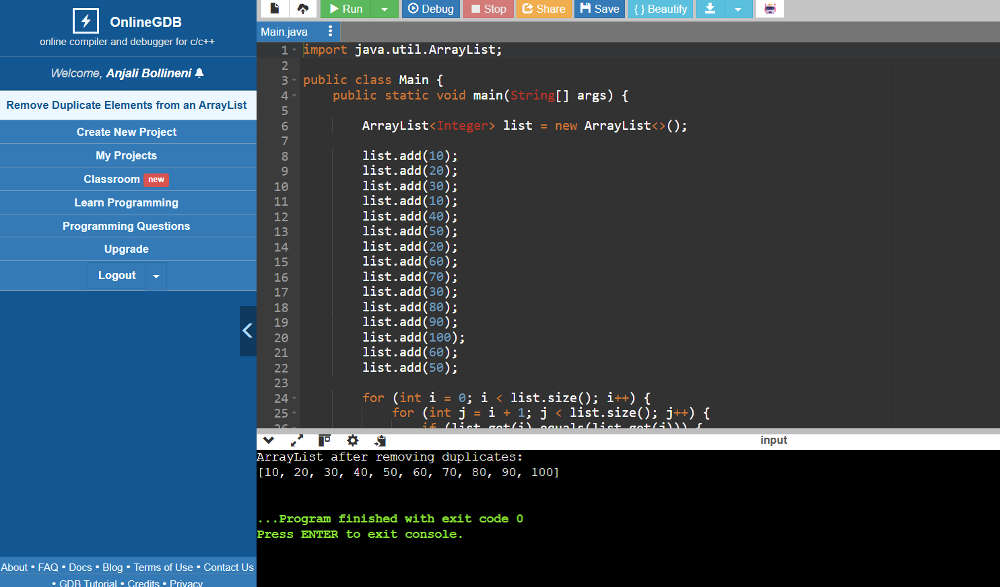 OnlineGDB
online compiler and debugger for c/c++
Welcome, Anjali Bollineni
Remove Duplicate Elements from an ArrayList
Create New Project
My Projects
Classroom new
Learn Programming
Programming Questions
Upgrade
Logout
About • FAQ • Docs • Blog • Terms of Use • Contact Us
• GDB Tutorial • Credits • Privacy
Run Debug Stop Share Save { } Beautify
Main.java
1 import java.util.ArrayList;
2
3 public class Main {
4     public static void main(String[] args) {
5
6         ArrayList<Integer> list = new ArrayList<>();
7
8         list.add(10);
9         list.add(20);
10         list.add(30);
11         list.add(10);
12         list.add(40);
13         list.add(50);
14         list.add(20);
15         list.add(60);
16         list.add(70);
17         list.add(30);
18         list.add(80);
19         list.add(90);
20         list.add(100);
21         list.add(60);
22         list.add(50);
23
24         for (int i = 0; i < list.size(); i++) {
25             for (int j = i + 1; j < list.size(); j++) {
26                 if (list.get(i).equals(list.get(j))) {
input
ArrayList after removing duplicates:
[10, 20, 30, 40, 50, 60, 70, 80, 90, 100]
...Program finished with exit code 0
Press ENTER to exit console.